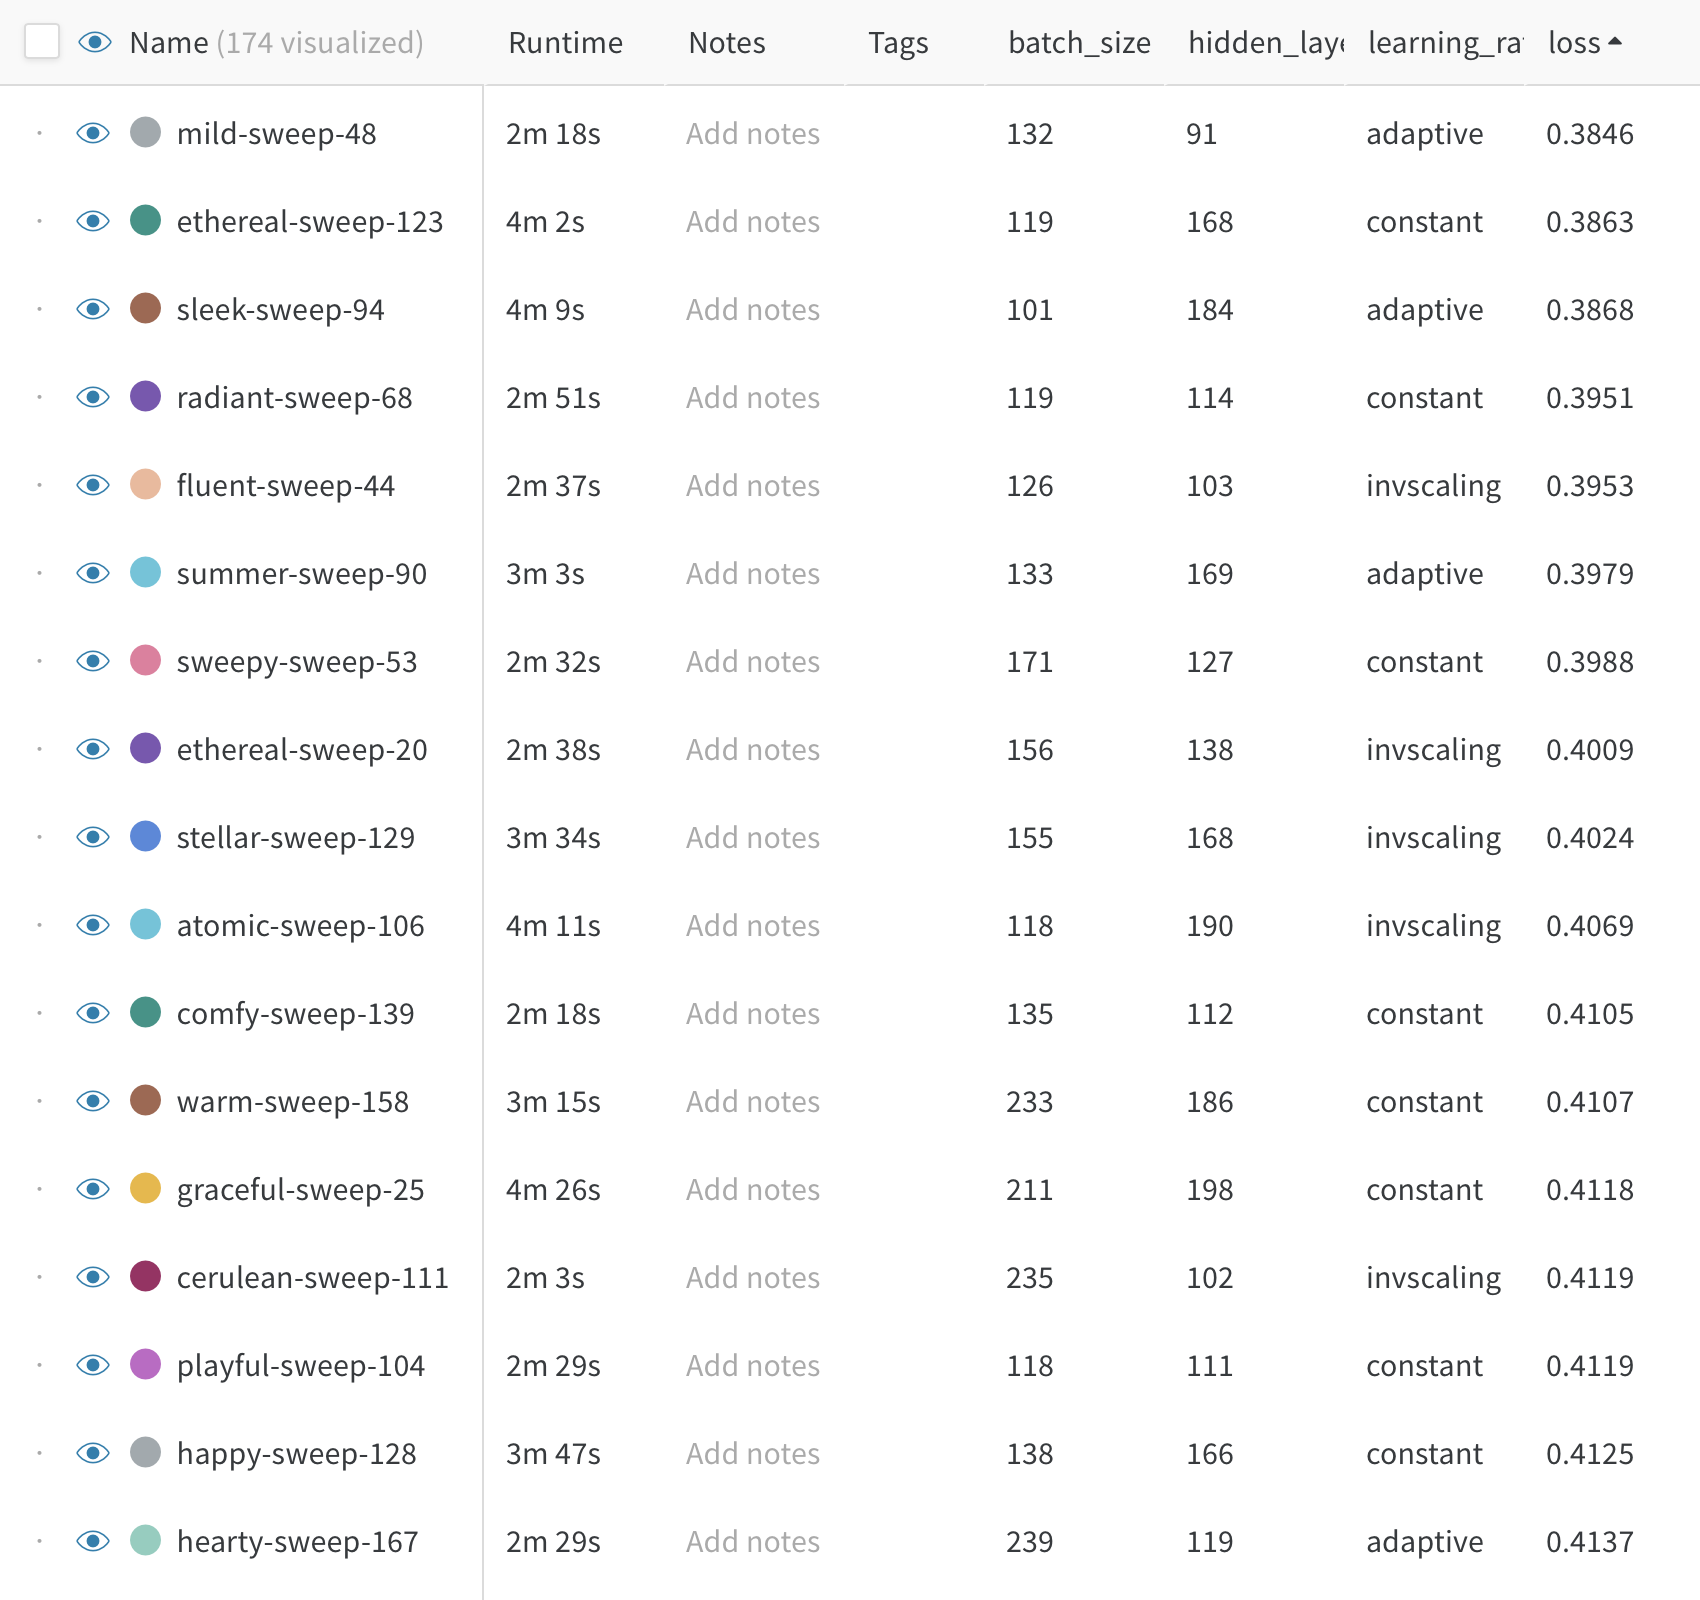 Name (174 visualized) Runtime Notes Tags batch_size hidden_laye learning_ra loss
mild-sweep-48 2m 18s Add notes 132 91 adaptive 0.3846
ethereal-sweep-123 4m 2s Add notes 119 168 constant 0.3863
sleek-sweep-94 4m 9s Add notes 101 184 adaptive 0.3868
radiant-sweep-68 2m 51s Add notes 119 114 constant 0.3951
fluent-sweep-44 2m 37s Add notes 126 103 invscaling 0.3953
summer-sweep-90 3m 3s Add notes 133 169 adaptive 0.3979
sweepy-sweep-53 2m 32s Add notes 171 127 constant 0.3988
ethereal-sweep-20 2m 38s Add notes 156 138 invscaling 0.4009
stellar-sweep-129 3m 34s Add notes 155 168 invscaling 0.4024
atomic-sweep-106 4m 11s Add notes 118 190 invscaling 0.4069
comfy-sweep-139 2m 18s Add notes 135 112 constant 0.4105
warm-sweep-158 3m 15s Add notes 233 186 constant 0.4107
graceful-sweep-25 4m 26s Add notes 211 198 constant 0.4118
cerulean-sweep-111 2m 3s Add notes 235 102 invscaling 0.4119
playful-sweep-104 2m 29s Add notes 118 111 constant 0.4119
happy-sweep-128 3m 47s Add notes 138 166 constant 0.4125
hearty-sweep-167 2m 29s Add notes 239 119 adaptive 0.4137